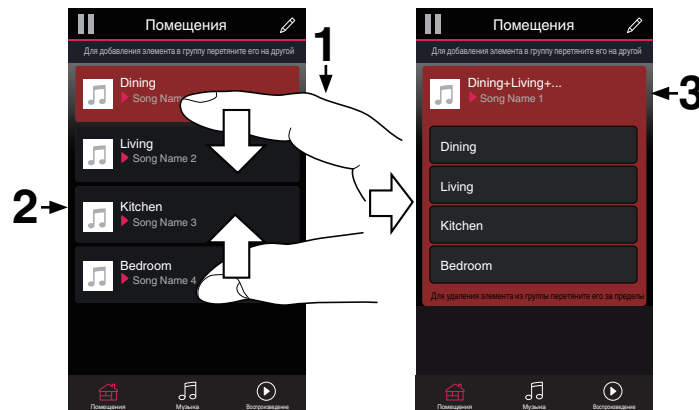 Помещения
Для добавления элемента в группу перетяните его на другой
1
Dining
Song Nam
Living
Song Name 2
2
Kitchen
Song Name 3
Bedroom
Song Name 4
Помещения
Музыка
Воспроизведение
Помещения
Для добавления элемента в группу перетяните его на другой
Dining+Living+...
Song Name 1
3
Dining
Living
Kitchen
Bedroom
Для удаления элемента из группы перетяните его за пределы
Помещения
Музыка
Воспроизведение